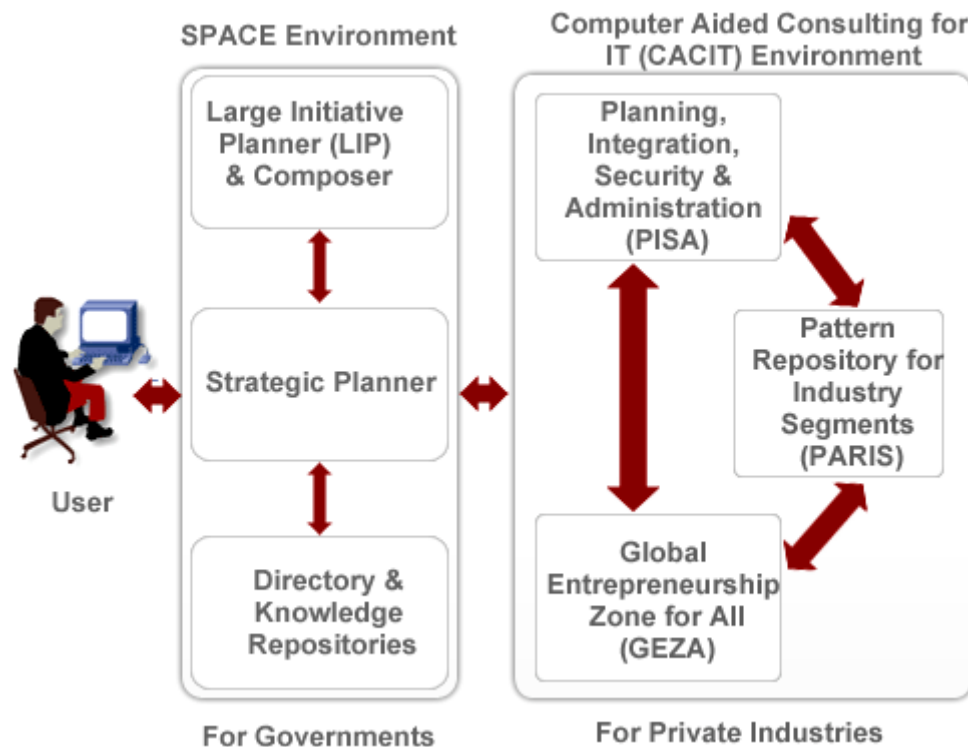 SPACE Environment
Large Initiative
Planner (LIP)
& Composer
Strategic Planner
Directory &
Knowledge
Repositories
For Governments
User
Computer Aided Consulting for
IT (CACIT) Environment
Planning,
Integration,
Security &
Administration
(PISA)
Pattern
Repository for
Industry
Segments
(PARIS)
Global
Entrepreneurship
Zone for All
(GEZA)
For Private Industries